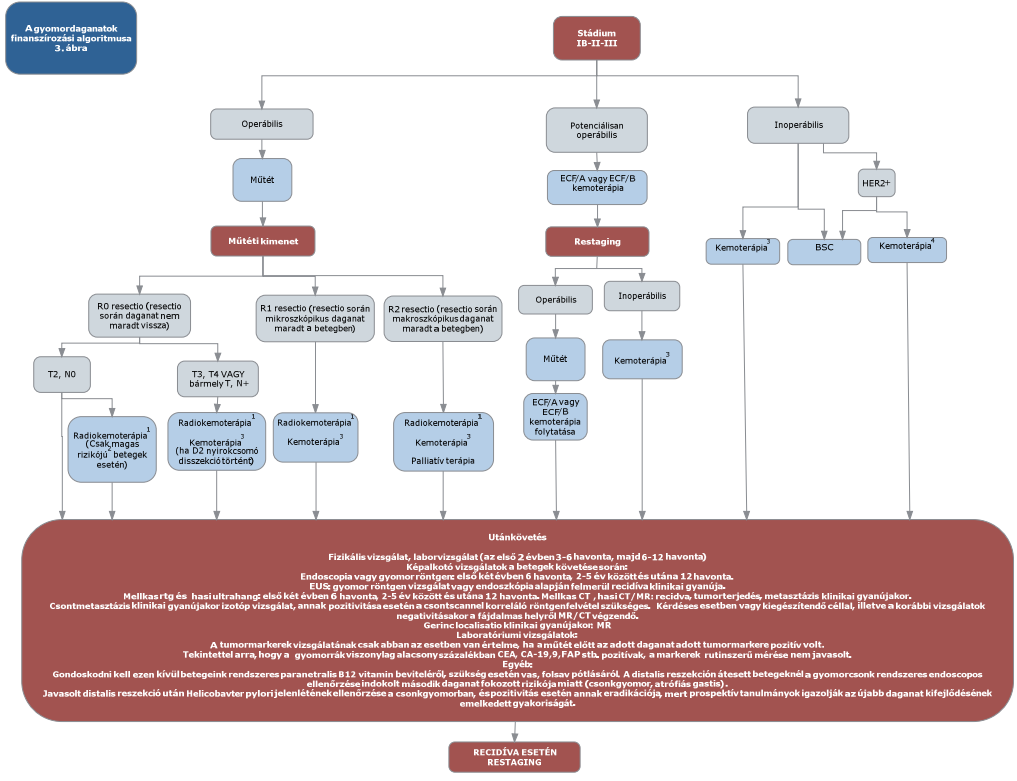 A gyomordaganatok
finanszírozási algoritmusa
3. ábra
Stádium
IB-II-III
Operábilis
Potenciálisan
operábilis
Inoperábilis
Műtét
ECF/A vagy ECF/B
kemoterápia
HER2+
Műtéti kimenet
Restaging
Kemoterápia3
BSC
Kemoterápia4
R0 resectio (resectio
során daganat nem
maradt vissza)
R1 resectio (resectio során
mikroszkópikus daganat
maradt a betegben)
R2 resectio (resectio során
makroszkópikus daganat
maradt a betegben)
Operábilis
Inoperábilis
T2, N0
T3, T4 VAGY
bármely T, N+
Műtét
Kemoterápia3
Radiokemoterápia1
(Csak magas
rizikójú2 betegek
esetén)
Radiokemoterápia1
Kemoterápia3
(ha D2 nyirokcsomó
disszekció történt)
Radiokemoterápia1
Kemoterápia3
Radiokemoterápia1
Kemoterápia3
Palliatív terápia
ECF/A vagy
ECF/B
kemoterápia
folytatása
Utánkövetés
Fizikális vizsgálat, laborvizsgálat (az első 2 évben 3-6 havonta, majd 6-12 havonta)
Képalkotó vizsgálatok a betegek követése során:
Endoscopia vagy gyomor röntgen: első két évben 6 havonta, 2-5 év között és utána 12 havonta.
EUS: gyomor röntgen vizsgálat vagy endoszkópia alapján felmerül recidíva klinikai gyanúja.
Mellkas rtg és hasi ultrahang: első két évben 6 havonta, 2-5 év között és utána 12 havonta. Mellkas CT , hasi CT/MR: recidva, tumorterjedés, metasztázis klinikai gyanújakor.
Csontmetasztázis klinikai gyanújakor izotóp vizsgálat, annak pozitivitása esetén a csontscannel korreláló röntgenfelvétel szükséges. Kérdéses esetben vagy kiegészítendő céllal, illetve a korábbi vizsgálatok
negativitásakor a fájdalmas helyről MR/CT végzendő.
Gerinc localisatio klinikai gyanújakor: MR
Laboratóriumi vizsgálatok:
A tumormarkerek vizsgálatának csak abban az esetben van értelme, ha a műtét előtt az adott daganat adott tumormarkere pozitív volt.
Tekintettel arra, hogy a gyomorrák viszonylag alacsony százalékban CEA, CA-19,9, FAP stb. pozitívak, a markerek rutinszerű mérése nem javasolt.
Egyéb:
Gondoskodni kell ezen kívül betegeink rendszeres paranetralis B12 vitamin beviteléről, szükség esetén vas, folsav pótlásáról. A distalis reszekción átesett betegeknél a gyomorcsonk rendszeres endoscopos
ellenőrzése indokolt második daganat fokozott rizikója miatt (csonkgyomor, atrófiás gastis).
Javasolt distalis reszekció után Helicobavter pylori jelenlétének ellenőrzése a csonkgyomorban, és pozitivitás esetén annak eradikációja, mert prospektív tanulmányok igazolják az újabb daganat kifejlődésének
emelkedett gyakoriságát.
RECIDÍVA ESETÉN
RESTAGING